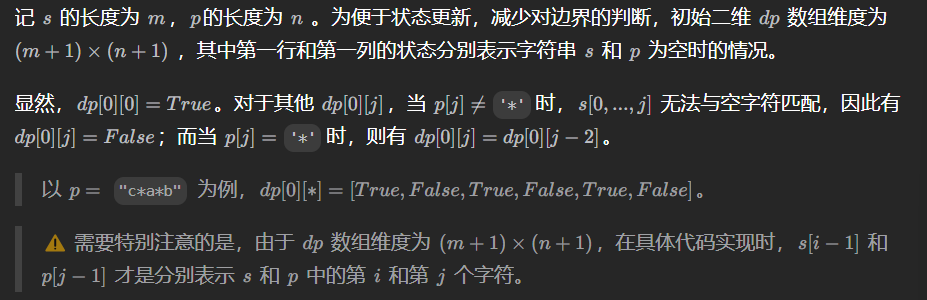 记 s 的长度为 m，p的长度为 n 。为便于状态更新，减少对边界的判断，初始二维 dp 数组维度为
(m+1)×(n+1) ，其中第一行和第一列的状态分别表示字符串 s 和 p 为空时的情况。
显然，dp[0][0]=True。对于其他 dp[0][j]，当 p[j]≠ '*' 时，s[0,...,j] 无法与空字符匹配，因此有
dp[0][j]=False；而当 p[j]= '*' 时，则有 dp[0][j]=dp[0][j−2]。
以 p= "c*a*b" 为例，dp[0][*]=[True,False,True,False,True,False]。
⚠️ 需要特别注意的是，由于 dp 数组维度为 (m+1)×(n+1)，在具体代码实现时，s[i−1] 和
p[j−1] 才是分别表示 s 和 p 中的第 i 和第 j 个字符。